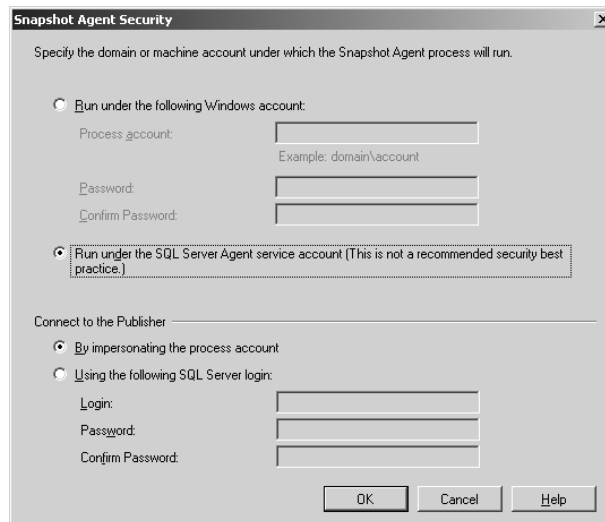 Snapshot Agent Security
Specify the domain or machine account under which the Snapshot Agent process will run.
Run under the following Windows account:
Process account:
Example: domain\account
Password:
Confirm Password:
Run under the SQL Server Agent service account (This is not a recommended security best
practice.)
Connect to the Publisher
By impersonating the process account
Using the following SQL Server login:
Login:
Password:
Confirm Password:
OK Cancel Help